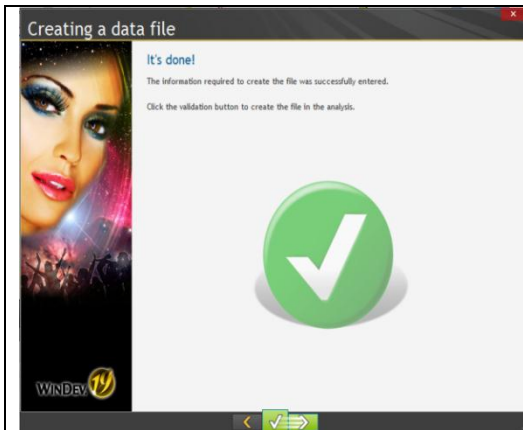 Creating a data file
It's done!
The information required to create the file was successfully entered.
Click the validation button to create the file in the analysis.
WINDEV 19